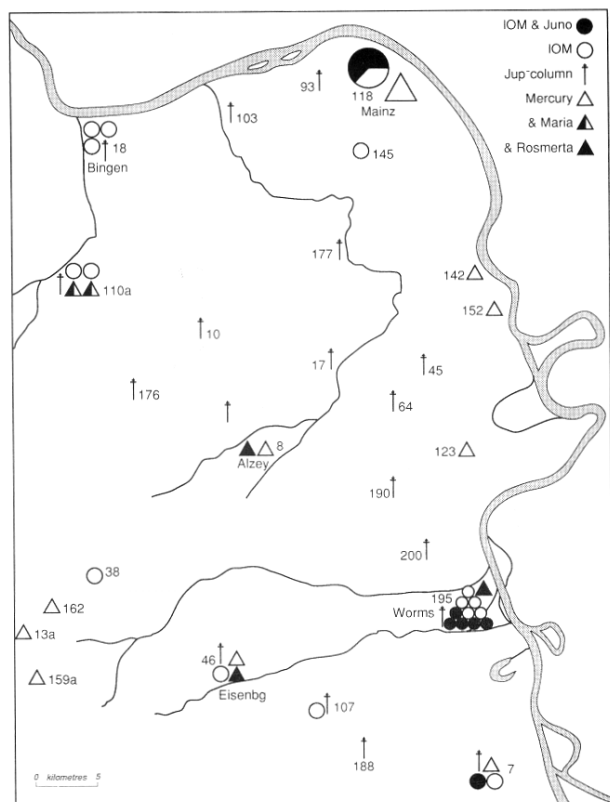 IOM & Juno
IOM
Jup-column
Mercury
& Maria
& Rosmerta
93
118
Mainz
103
18
Bingen
145
177
142
110a
152
10
17
45
176
64
8
Alzey
123
190
200
38
195
162
Worms
13a
46
159a
Eisenbg
107
188
7
0 kilometres 5